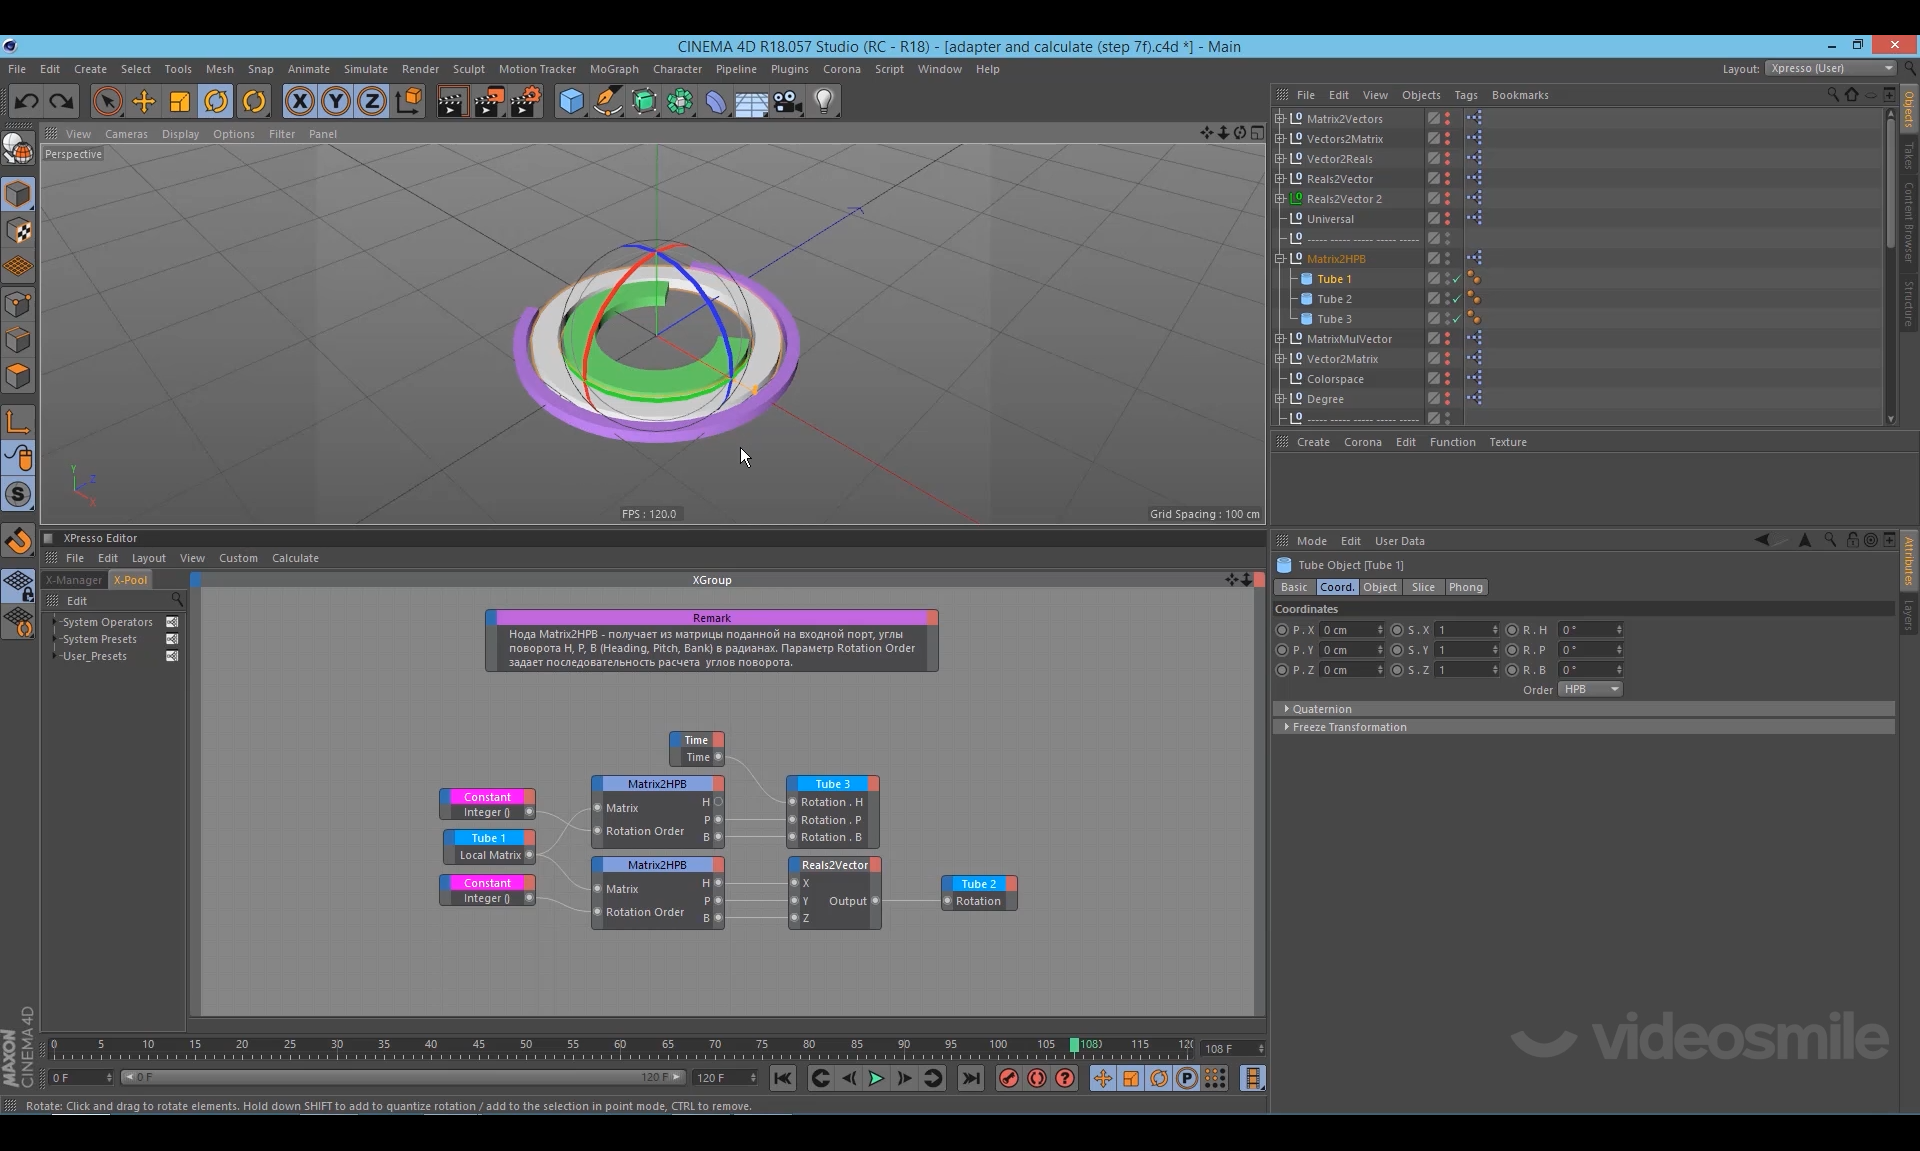 CINEMA 4D R18.057 Studio (RC - R18) - [adapter and calculate (step 7f).c4d *] - Main
File Edit Create Select Tools Mesh Snap Animate Simulate Render Sculpt Motion Tracker MoGraph Character Pipeline Plugins Corona Script Window Help
Layout: Xpresso (User)
X Y Z
View Cameras Display Options Filter Panel
Perspective
Y
Z
X
FPS : 120.0
Grid Spacing : 100 cm
File Edit View Objects Tags Bookmarks
Matrix2Vectors
Vectors2Matrix
Vector2Reals
Reals2Vector
Reals2Vector 2
Universal
----- ----- ----- ----- -----
Matrix2HPB
Tube 1
Tube 2
Tube 3
MatrixMulVector
Vector2Matrix
Colorspace
Degree
----- ----- ----- ----- -----
Objects
Takes
Content Browser
Structure
Create Corona Edit Function Texture
XPresso Editor
File Edit Layout View Custom Calculate
X-Manager X-Pool
Edit
System Operators
System Presets
User_Presets
XGroup
Remark
Нода Matrix2HPB - получает из матрицы поданной на входной порт, углы
поворота H, P, B (Heading, Pitch, Bank) в радианах. Параметр Rotation Order
задает последовательность расчета углов поворота.
Time
Time
Constant
Integer ()
Tube 1
Local Matrix
Constant
Integer ()
Matrix2HPB
Matrix
Rotation Order
H
P
B
Matrix2HPB
Matrix
Rotation Order
H
P
B
Tube 3
Rotation . H
Rotation . P
Rotation . B
Reals2Vector
X
Y Output
Z
Tube 2
Rotation
Mode Edit User Data
Tube Object [Tube 1]
Basic Coord. Object Slice Phong
Coordinates
P . X 0 cm S . X 1 R . H 0 °
P . Y 0 cm S . Y 1 R . P 0 °
P . Z 0 cm S . Z 1 R . B 0 °
Order HPB
Quaternion
Freeze Transformation
Attributes
Layers
0 5 10 15 20 25 30 35 40 45 50 55 60 65 70 75 80 85 90 95 100 105 108 115 120
108 F
0 F 0 F 120 F 120 F
P
MAXON
CINEMA 4D
videosmile
Rotate: Click and drag to rotate elements. Hold down SHIFT to add to quantize rotation / add to the selection in point mode, CTRL to remove.